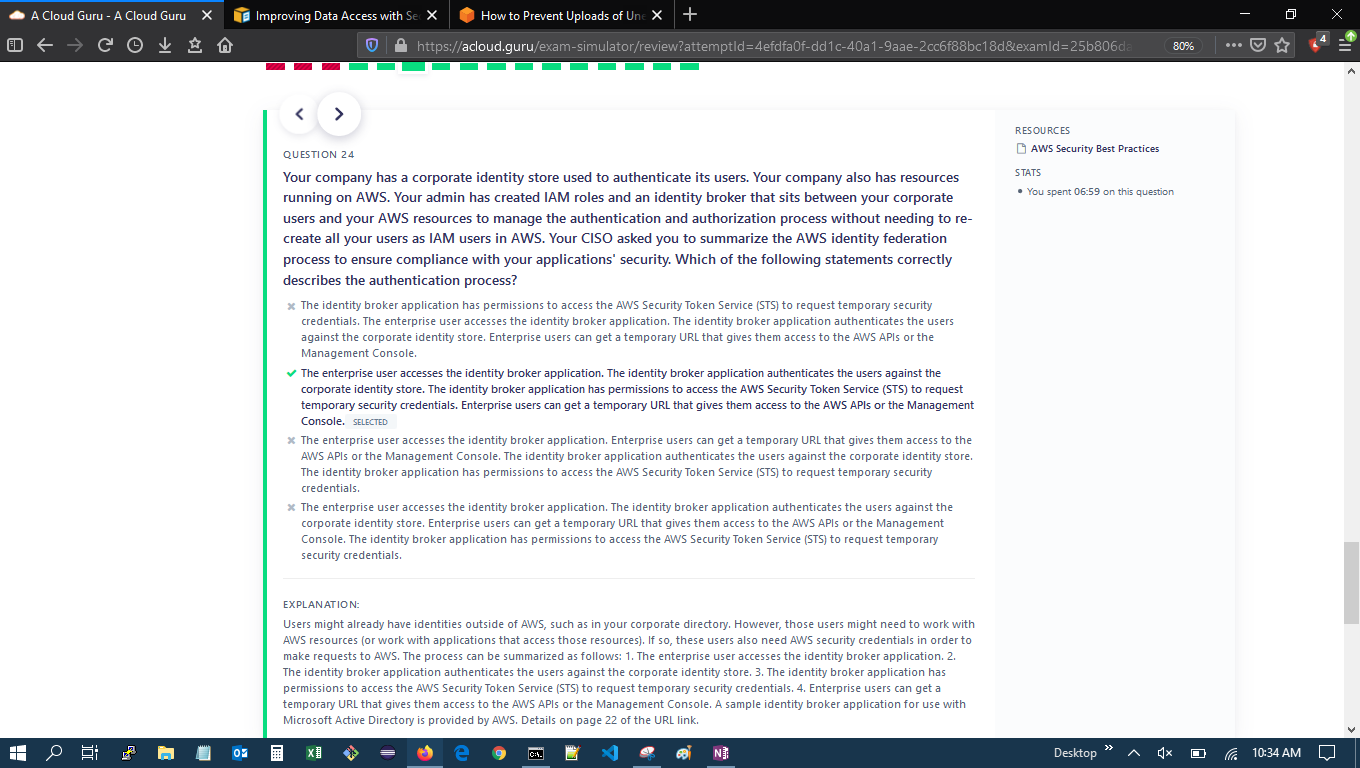 A Cloud Guru - A Cloud Guru
Improving Data Access with Se
How to Prevent Uploads of Une
https://acloud.guru/exam-simulator/review?attemptId=4efdfa0f-dd1c-40a1-9aae-2cc6f88bc18d&examId=25b806da
80%
4
QUESTION 24
Your company has a corporate identity store used to authenticate its users. Your company also has resources
running on AWS. Your admin has created IAM roles and an identity broker that sits between your corporate
users and your AWS resources to manage the authentication and authorization process without needing to re-
create all your users as IAM users in AWS. Your CISO asked you to summarize the AWS identity federation
process to ensure compliance with your applications' security. Which of the following statements correctly
describes the authentication process?
The identity broker application has permissions to access the AWS Security Token Service (STS) to request temporary security
credentials. The enterprise user accesses the identity broker application. The identity broker application authenticates the users
against the corporate identity store. Enterprise users can get a temporary URL that gives them access to the AWS APIs or the
Management Console.
The enterprise user accesses the identity broker application. The identity broker application authenticates the users against the
corporate identity store. The identity broker application has permissions to access the AWS Security Token Service (STS) to request
temporary security credentials. Enterprise users can get a temporary URL that gives them access to the AWS APIs or the Management
Console. SELECTED
The enterprise user accesses the identity broker application. Enterprise users can get a temporary URL that gives them access to the
AWS APIs or the Management Console. The identity broker application authenticates the users against the corporate identity store.
The identity broker application has permissions to access the AWS Security Token Service (STS) to request temporary security
credentials.
The enterprise user accesses the identity broker application. The identity broker application authenticates the users against the
corporate identity store. Enterprise users can get a temporary URL that gives them access to the AWS APIs or the Management
Console. The identity broker application has permissions to access the AWS Security Token Service (STS) to request temporary
security credentials.
EXPLANATION:
Users might already have identities outside of AWS, such as in your corporate directory. However, those users might need to work with
AWS resources (or work with applications that access those resources). If so, these users also need AWS security credentials in order to
make requests to AWS. The process can be summarized as follows: 1. The enterprise user accesses the identity broker application. 2.
The identity broker application authenticates the users against the corporate identity store. 3. The identity broker application has
permissions to access the AWS Security Token Service (STS) to request temporary security credentials. 4. Enterprise users can get a
temporary URL that gives them access to the AWS APIs or the Management Console. A sample identity broker application for use with
Microsoft Active Directory is provided by AWS. Details on page 22 of the URL link.
RESOURCES
AWS Security Best Practices
STATS
You spent 06:59 on this question
Desktop
10:34 AM